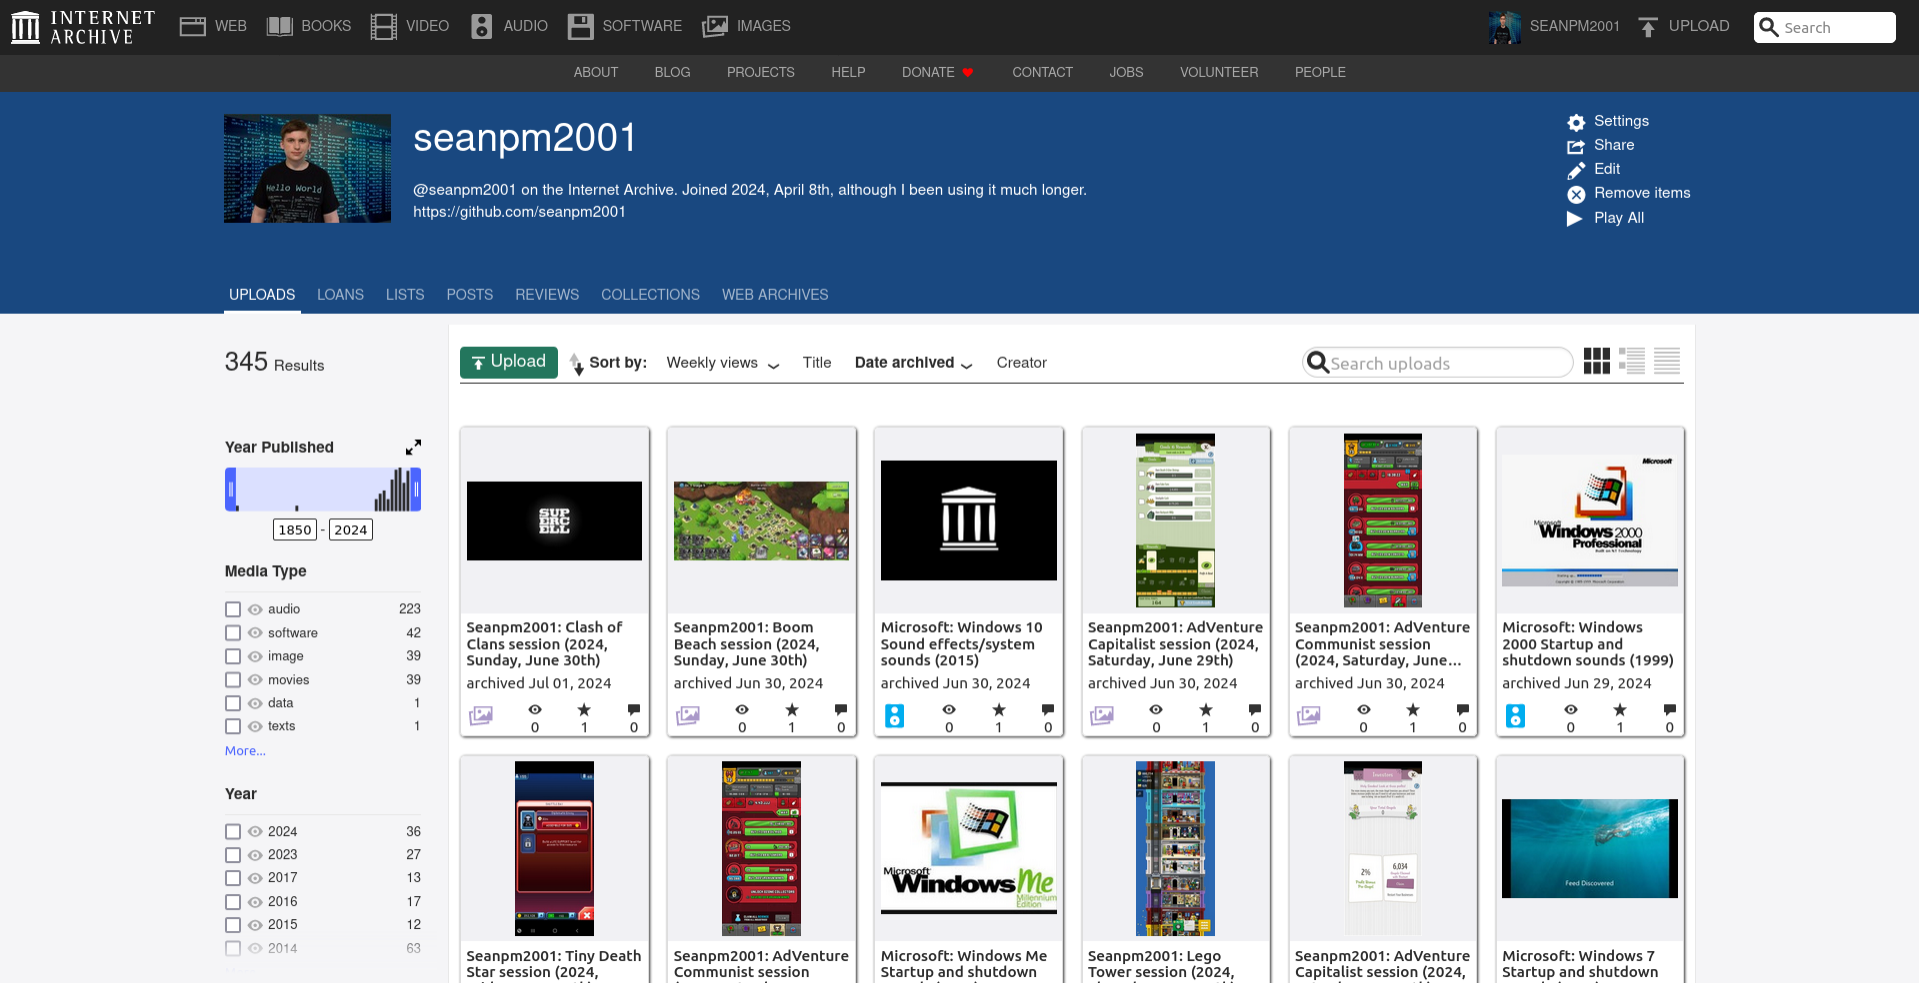 INTERNET ARCHIVE
WEB BOOKS VIDEO AUDIO SOFTWARE IMAGES SEANPM2001 UPLOAD Search
ABOUT BLOG PROJECTS HELP DONATE CONTACT JOBS VOLUNTEER PEOPLE
Hello World
seanpm2001
@seanpm2001 on the Internet Archive. Joined 2024, April 8th, although I been using it much longer.
https://github.com/seanpm2001
Settings
Share
Edit
Remove items
Play All
UPLOADS LOANS LISTS POSTS REVIEWS COLLECTIONS WEB ARCHIVES
345 Results
Year Published
1850 - 2024
Media Type
audio 223
software 42
image 39
movies 39
data 1
texts 1
More...
Year
2024 36
2023 27
2017 13
2016 17
2015 12
2014 63
Upload Sort by: Weekly views Title Date archived Creator Search uploads
SUPERCELL
Seanpm2001: Clash of
Clans session (2024,
Sunday, June 30th)
archived Jul 01, 2024
0 1 0
Seanpm2001: Boom
Beach session (2024,
Sunday, June 30th)
archived Jun 30, 2024
0 1 0
Microsoft: Windows 10
Sound effects/system
sounds (2015)
archived Jun 30, 2024
0 1 0
Seanpm2001: AdVenture
Capitalist session (2024,
Saturday, June 29th)
archived Jun 30, 2024
0 1 0
Seanpm2001: AdVenture
Communist session
(2024, Saturday, June...
archived Jun 30, 2024
0 1 0
Microsoft
Microsoft
Windows 2000
Professional
Built on NT Technology
Microsoft: Windows
2000 Startup and
shutdown sounds (1999)
archived Jun 29, 2024
0 1 0
Seanpm2001: Tiny Death
Star session (2024,
Seanpm2001: AdVenture
Communist session
Microsoft
Windows Me
Millennium
Edition
Microsoft: Windows Me
Startup and shutdown
Seanpm2001: Lego
Tower session (2024,
2%
6,034
Seanpm2001: AdVenture
Capitalist session (2024,
Feed Discovered
Microsoft: Windows 7
Startup and shutdown